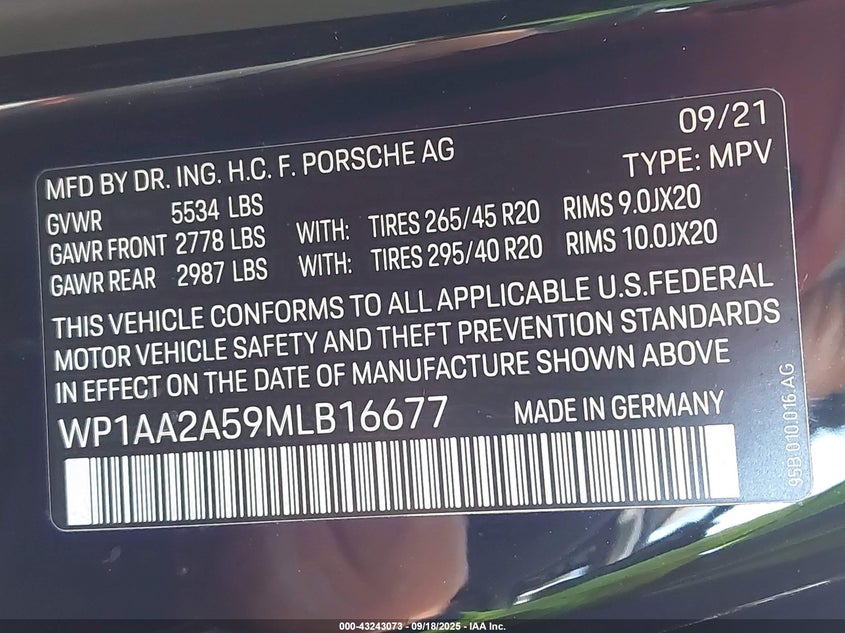 09/21
MFD BY DR. ING. H.C. F. PORSCHE AG
TYPE: MPV
GVWR 5534 LBS
GAWR FRONT 2778 LBS WITH: TIRES 265/45 R20 RIMS 9.0JX20
GAWR REAR 2987 LBS WITH: TIRES 295/40 R20 RIMS 10.0JX20
THIS VEHICLE CONFORMS TO ALL APPLICABLE U.S.FEDERAL
MOTOR VEHICLE SAFETY AND THEFT PREVENTION STANDARDS
IN EFFECT ON THE DATE OF MANUFACTURE SHOWN ABOVE
WP1AA2A59MLB16677 MADE IN GERMANY
95B.010.016.AG
000-43243073 - 09/18/2025 - IAA Inc.